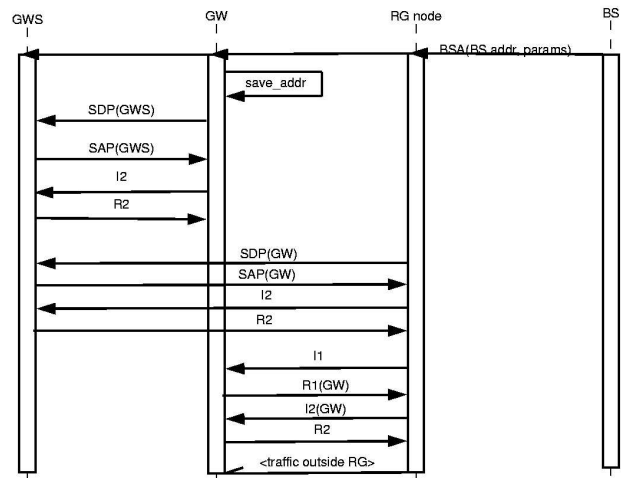 GWS
GW
RG node
BS
BSA(BS addr, params)
save_addr
SDP(GWS)
SAP(GWS)
I2
R2
SDP(GW)
SAP(GW)
I2
R2
I1
R1(GW)
I2(GW)
R2
<traffic outside RG>